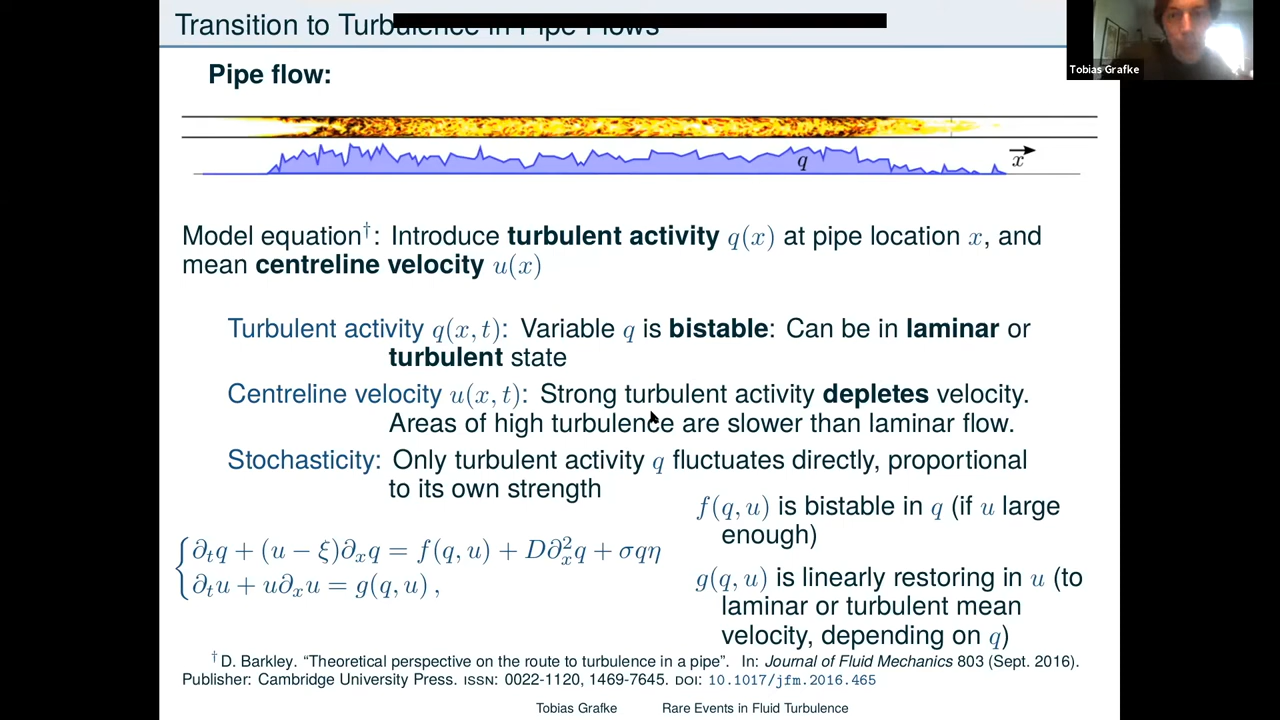 Transition to Turbulence in Pipe Flows
Tobias Grafke
Pipe flow:
q
x
Model equation†: Introduce turbulent activity q(x) at pipe location x, and
mean centreline velocity u(x)
Turbulent activity q(x, t): Variable q is bistable: Can be in laminar or
turbulent state
Centreline velocity u(x, t): Strong turbulent activity depletes velocity.
Areas of high turbulence are slower than laminar flow.
Stochasticity: Only turbulent activity q fluctuates directly, proportional
to its own strength
∂ₜq + (u − ξ)∂ₓq = f(q, u) + D∂ₓ²q + σqη
∂ₜu + u∂ₓu = g(q, u) ,
f(q, u) is bistable in q (if u large
enough)
g(q, u) is linearly restoring in u (to
laminar or turbulent mean
velocity, depending on q)
†D. Barkley. “Theoretical perspective on the route to turbulence in a pipe”. In: Journal of Fluid Mechanics 803 (Sept. 2016).
Publisher: Cambridge University Press. ISSN: 0022-1120, 1469-7645. DOI: 10.1017/jfm.2016.465
Tobias Grafke Rare Events in Fluid Turbulence